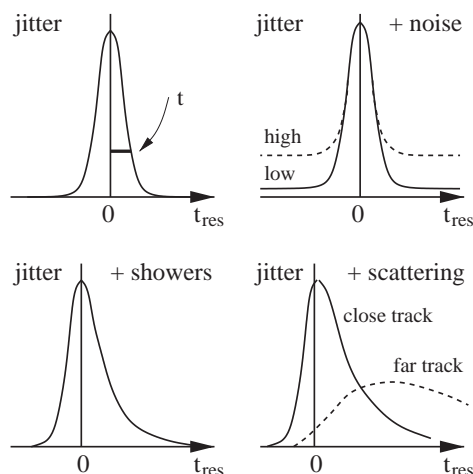 jitter
t
0
t_res
jitter + noise
high
low
0
t_res
jitter + showers
0
t_res
jitter + scattering
close track
far track
0
t_res